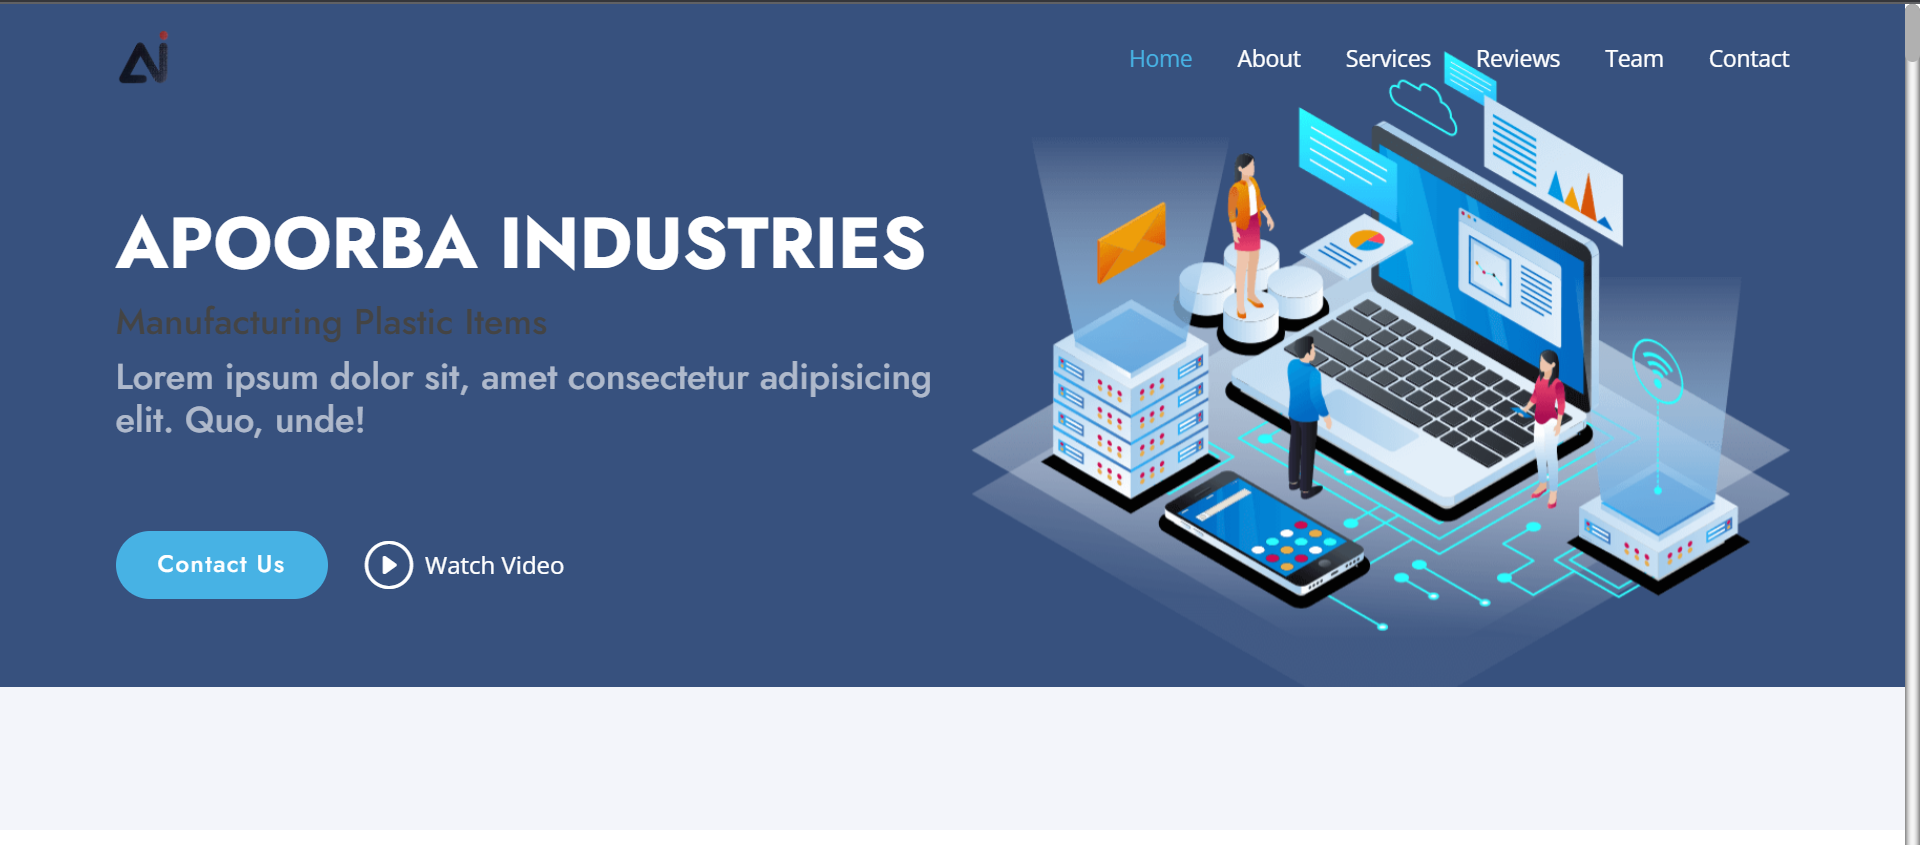 Ai
Home About Services Reviews Team Contact
APOORBA INDUSTRIES
Manufacturing Plastic Items
Lorem ipsum dolor sit, amet consectetur adipisicing
elit. Quo, unde!
Contact Us
Watch Video